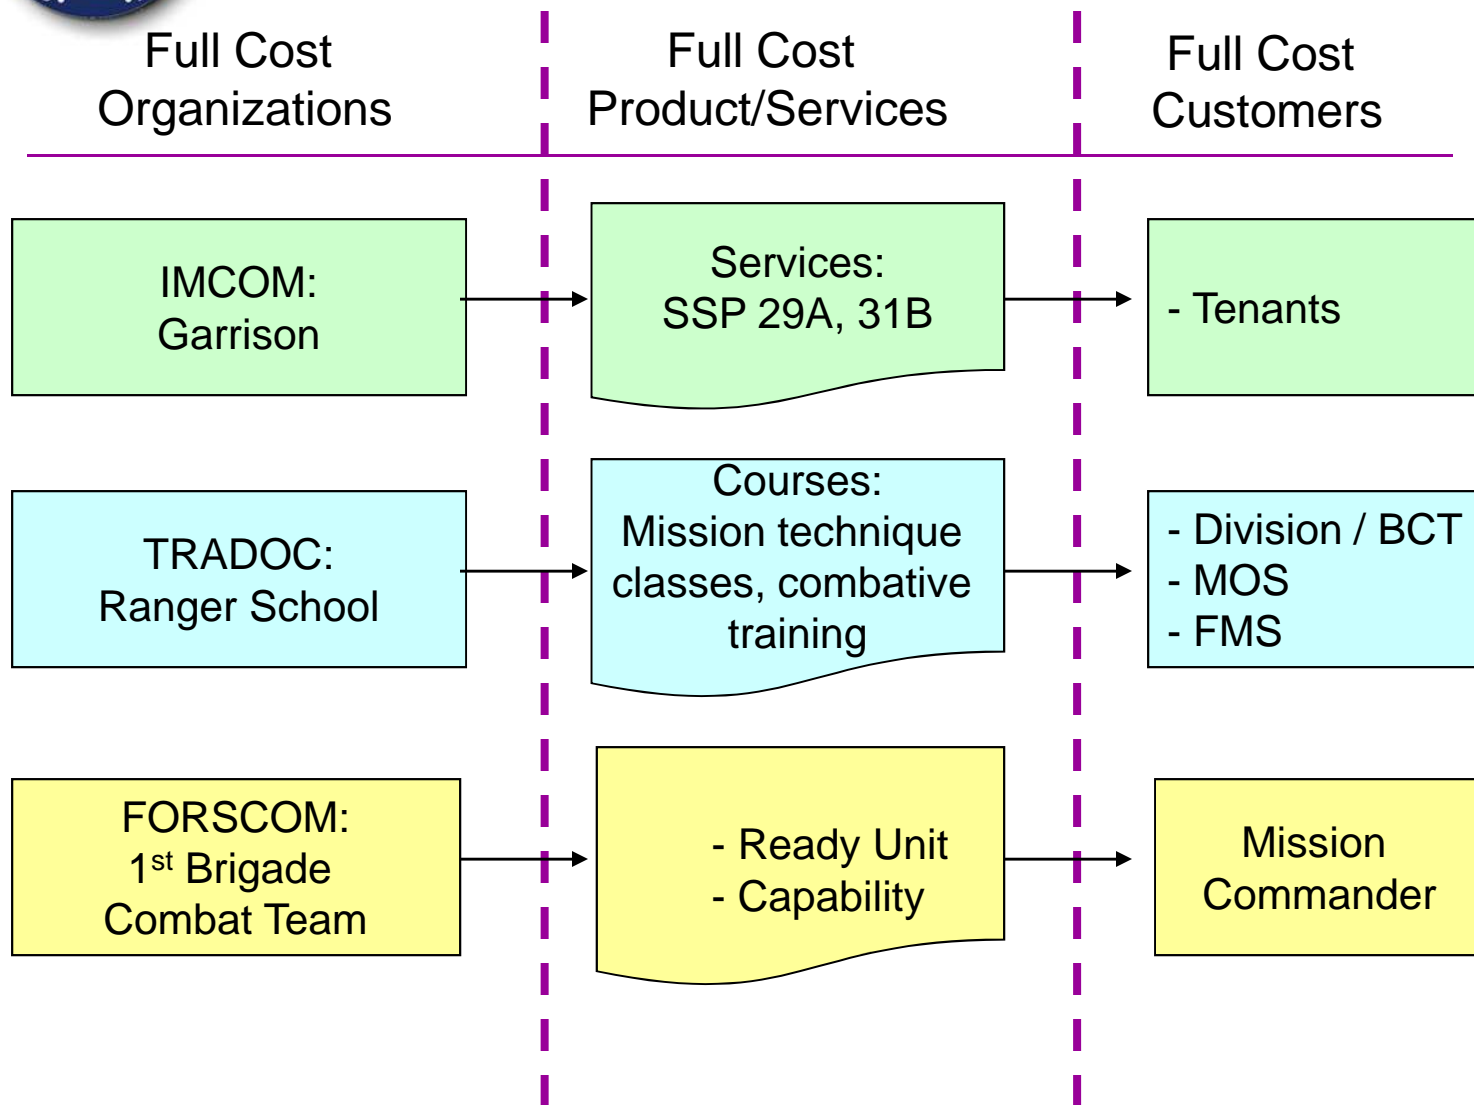 Full Cost
Organizations
Full Cost
Product/Services
Full Cost
Customers
IMCOM:
Garrison
Services:
SSP 29A, 31B
- Tenants
TRADOC:
Ranger School
Courses:
Mission technique
classes, combative
training
- Division / BCT
- MOS
- FMS
FORSCOM:
1st Brigade
Combat Team
- Ready Unit
- Capability
Mission
Commander